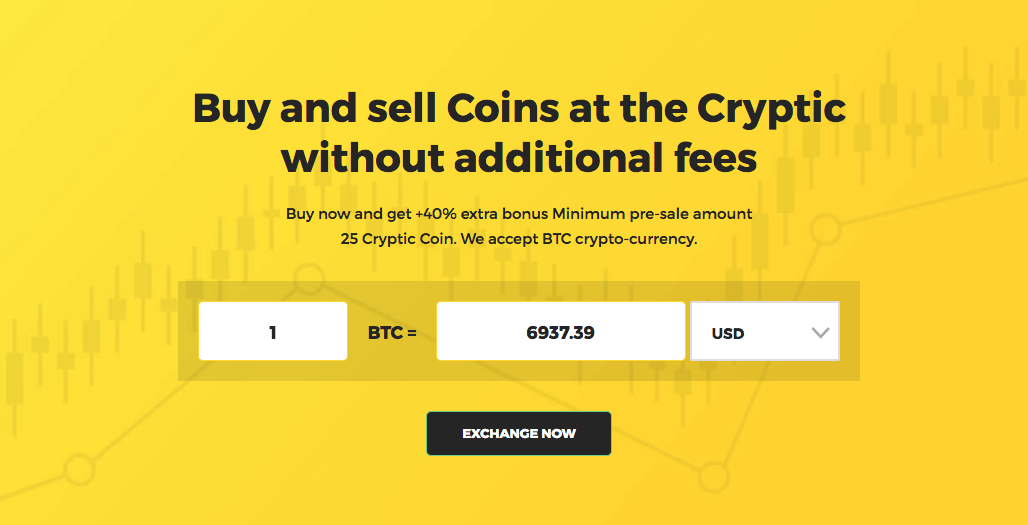 Buy and sell Coins at the Cryptic
without additional fees
Buy now and get +40% extra bonus Minimum pre-sale amount
25 Cryptic Coin. We accept BTC crypto-currency.
1 BTC = 6937.39 USD
EXCHANGE NOW